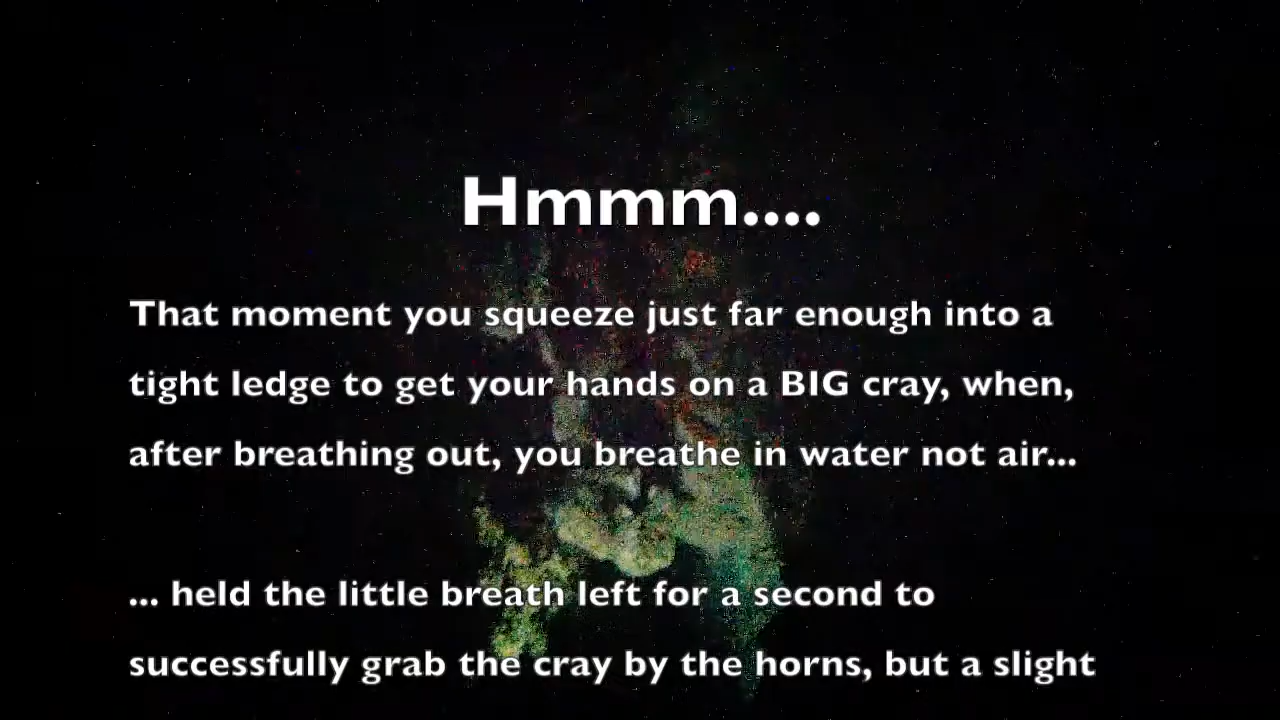 Hmmm....
That moment you squeeze just far enough into a
tight ledge to get your hands on a BIG cray, when,
after breathing out, you breathe in water not air...
... held the little breath left for a second to
successfully grab the cray by the horns, but a slight